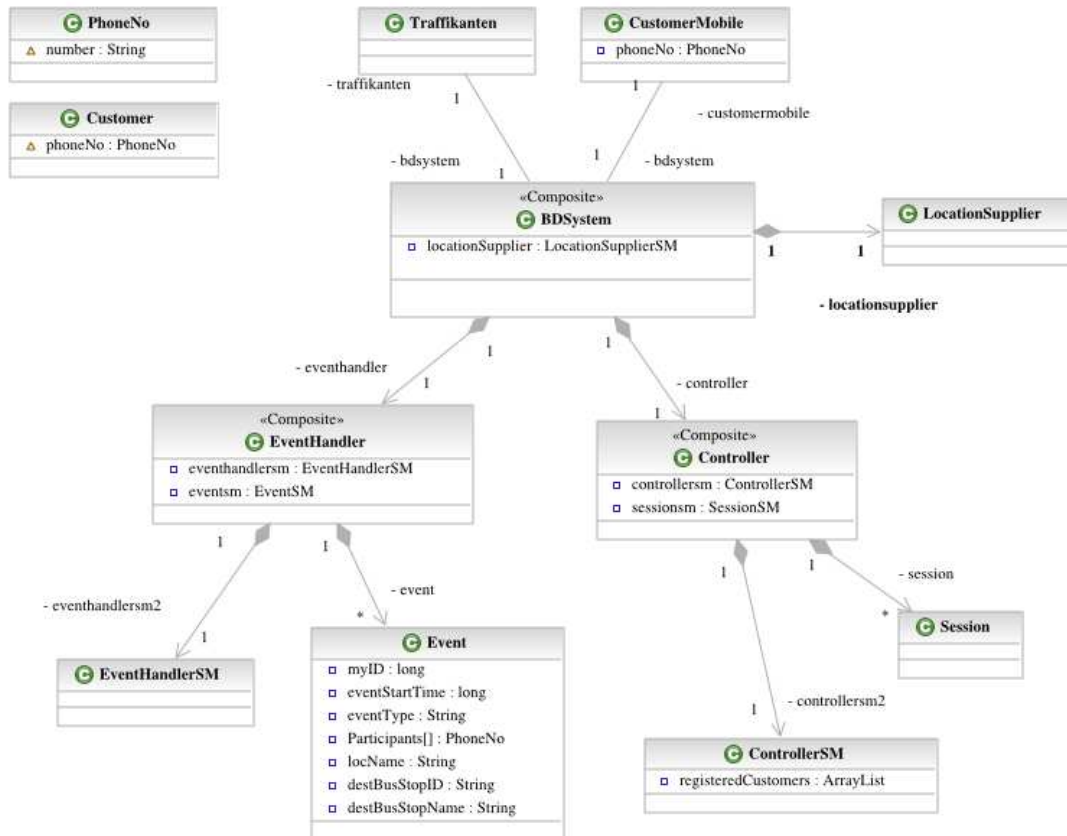 PhoneNo
number : String
Customer
phoneNo : PhoneNo
Traffikanten
CustomerMobile
phoneNo : PhoneNo
- traffikanten
1
1
- customermobile
1
- bdsystem
1
- bdsystem
«Composite»
BDSystem
locationSupplier : LocationSupplierSM
LocationSupplier
1
1
- locationsupplier
1
1
- eventhandler
1
- controller
1
«Composite»
EventHandler
eventhandlersm : EventHandlerSM
eventsm : EventSM
«Composite»
Controller
controllersm : ControllerSM
sessionsm : SessionSM
1
1
1
1
- eventhandlersm2
1
- event
*
- session
*
EventHandlerSM
Event
myID : long
eventStartTime : long
eventType : String
Participants[] : PhoneNo
locName : String
destBusStopID : String
destBusStopName : String
Session
- controllersm2
1
ControllerSM
registeredCustomers : ArrayList